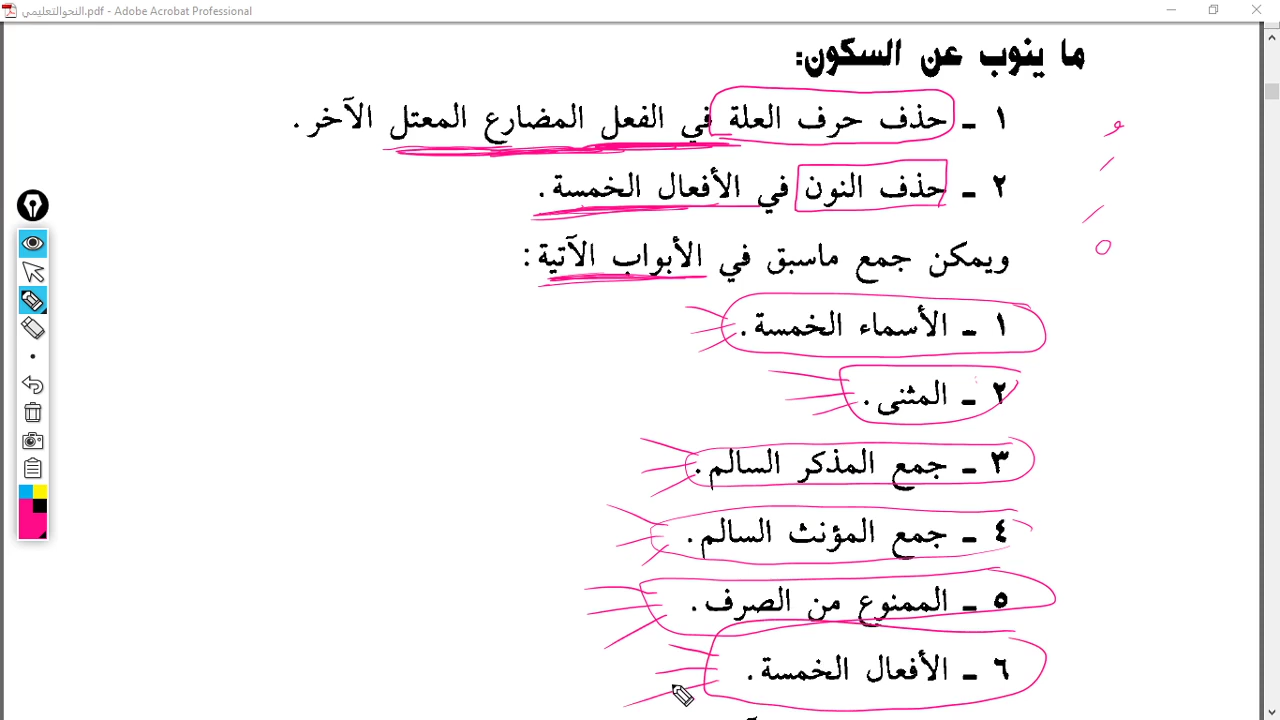 النحوالتعليمي.pdf - Adobe Acrobat Professional
ما ينوب عن السكون:
١ ـ حذف حرف العلة في الفعل المضارع المعتل الآخر.
٢ ـ حذف النون في الأفعال الخمسة.
ويمكن جمع ماسبق في الأبواب الآتية:
١ ـ الأسماء الخمسة.
٢ ـ المثنى.
٣ ـ جمع المذكر السالم.
٤ ـ جمع المؤنث السالم.
٥ ـ الممنوع من الصرف.
٦ ـ الأفعال الخمسة.